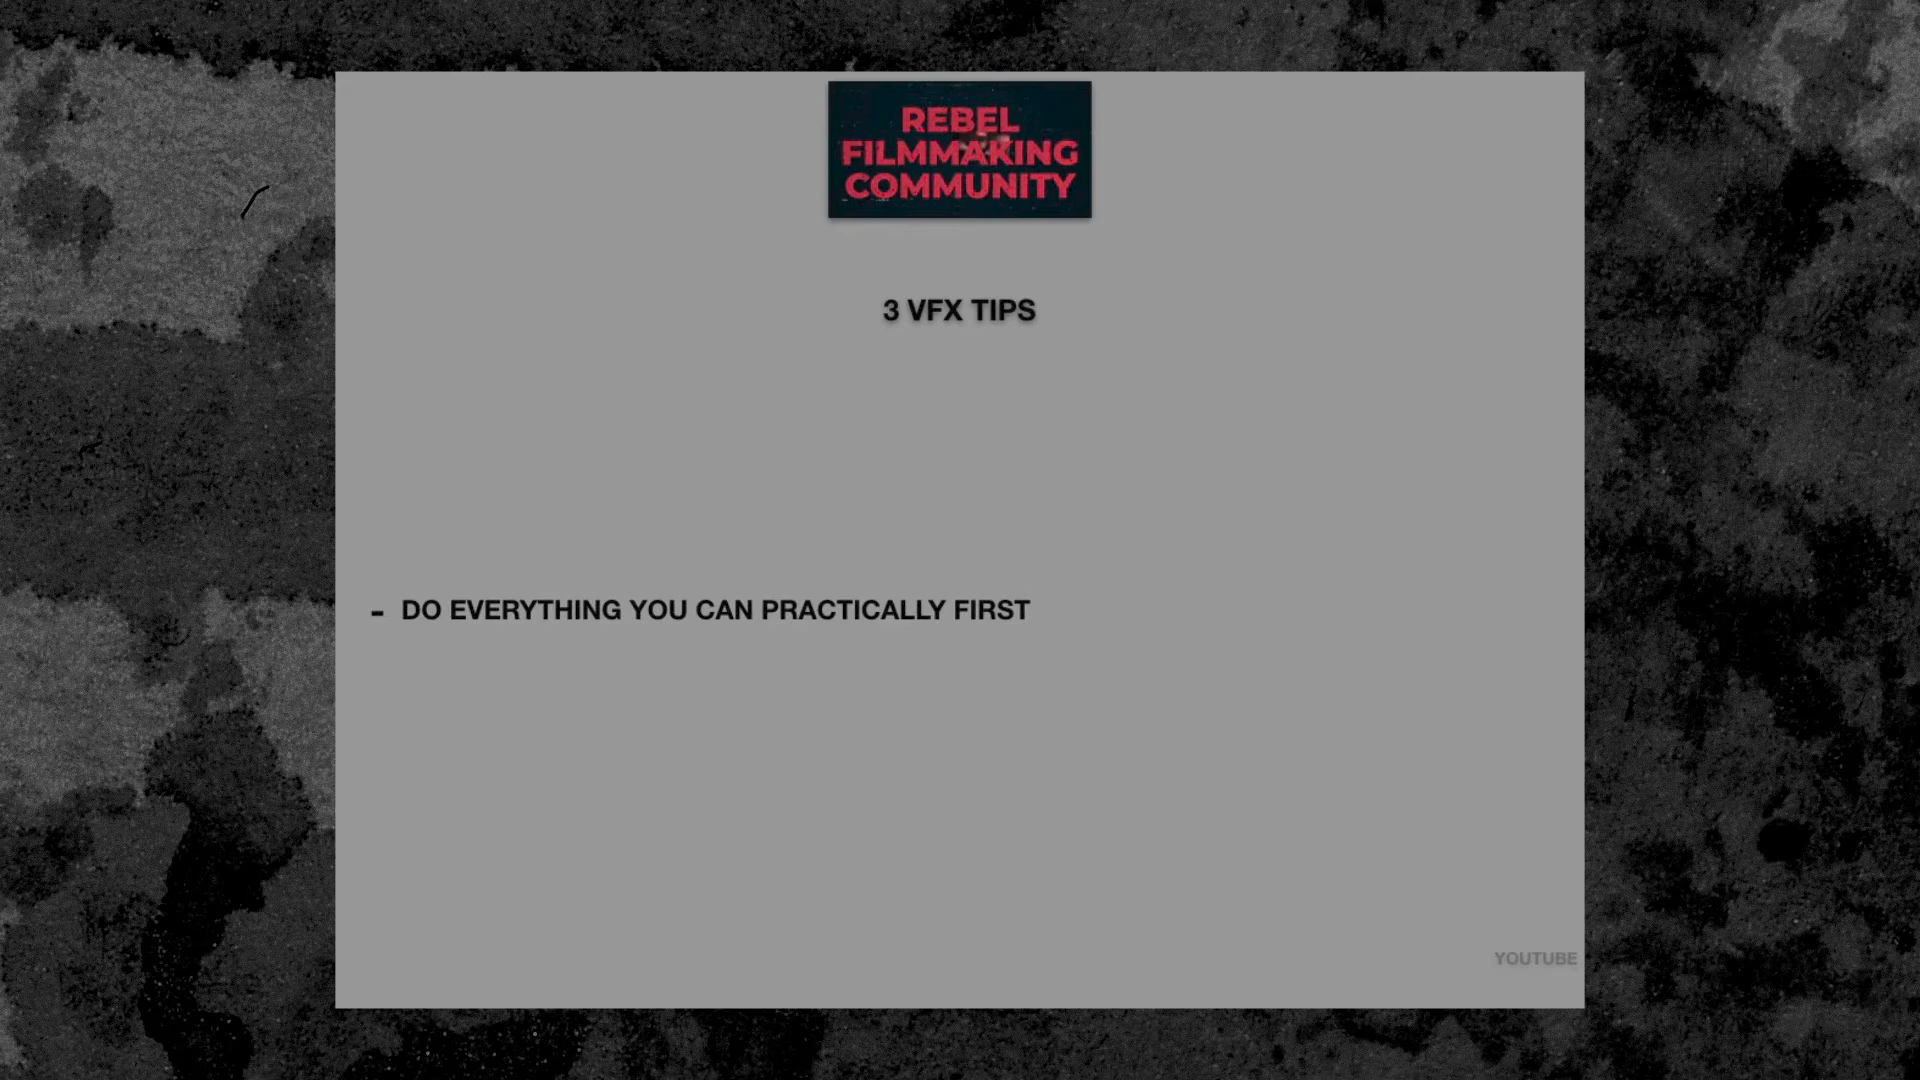 REBEL
FILMMAKING
COMMUNITY
3 VFX TIPS
- DO EVERYTHING YOU CAN PRACTICALLY FIRST
YOUTUBE